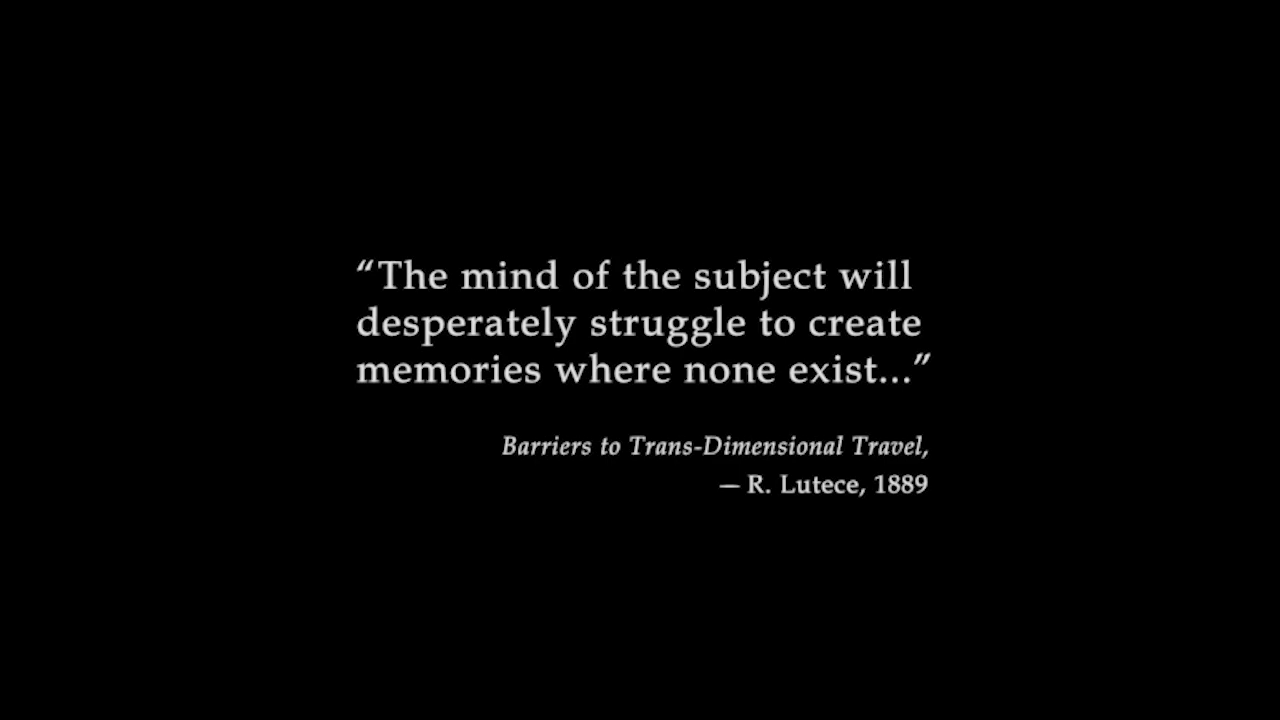 “The mind of the subject will
desperately struggle to create
memories where none exist...”
Barriers to Trans-Dimensional Travel,
— R. Lutece, 1889